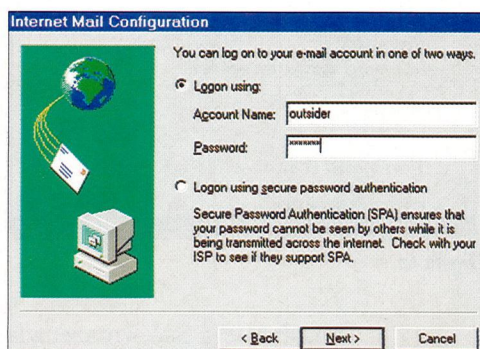 Internet Mail Configuration
You can log on to your e-mail account in one of two ways.
Logon using:
Account Name: outsider
Password: *******
Logon using secure password authentication
Secure Password Authentication (SPA) ensures that
your password cannot be seen by others while it is
being transmitted across the internet. Check with your
ISP to see if they support SPA.
< Back Next > Cancel